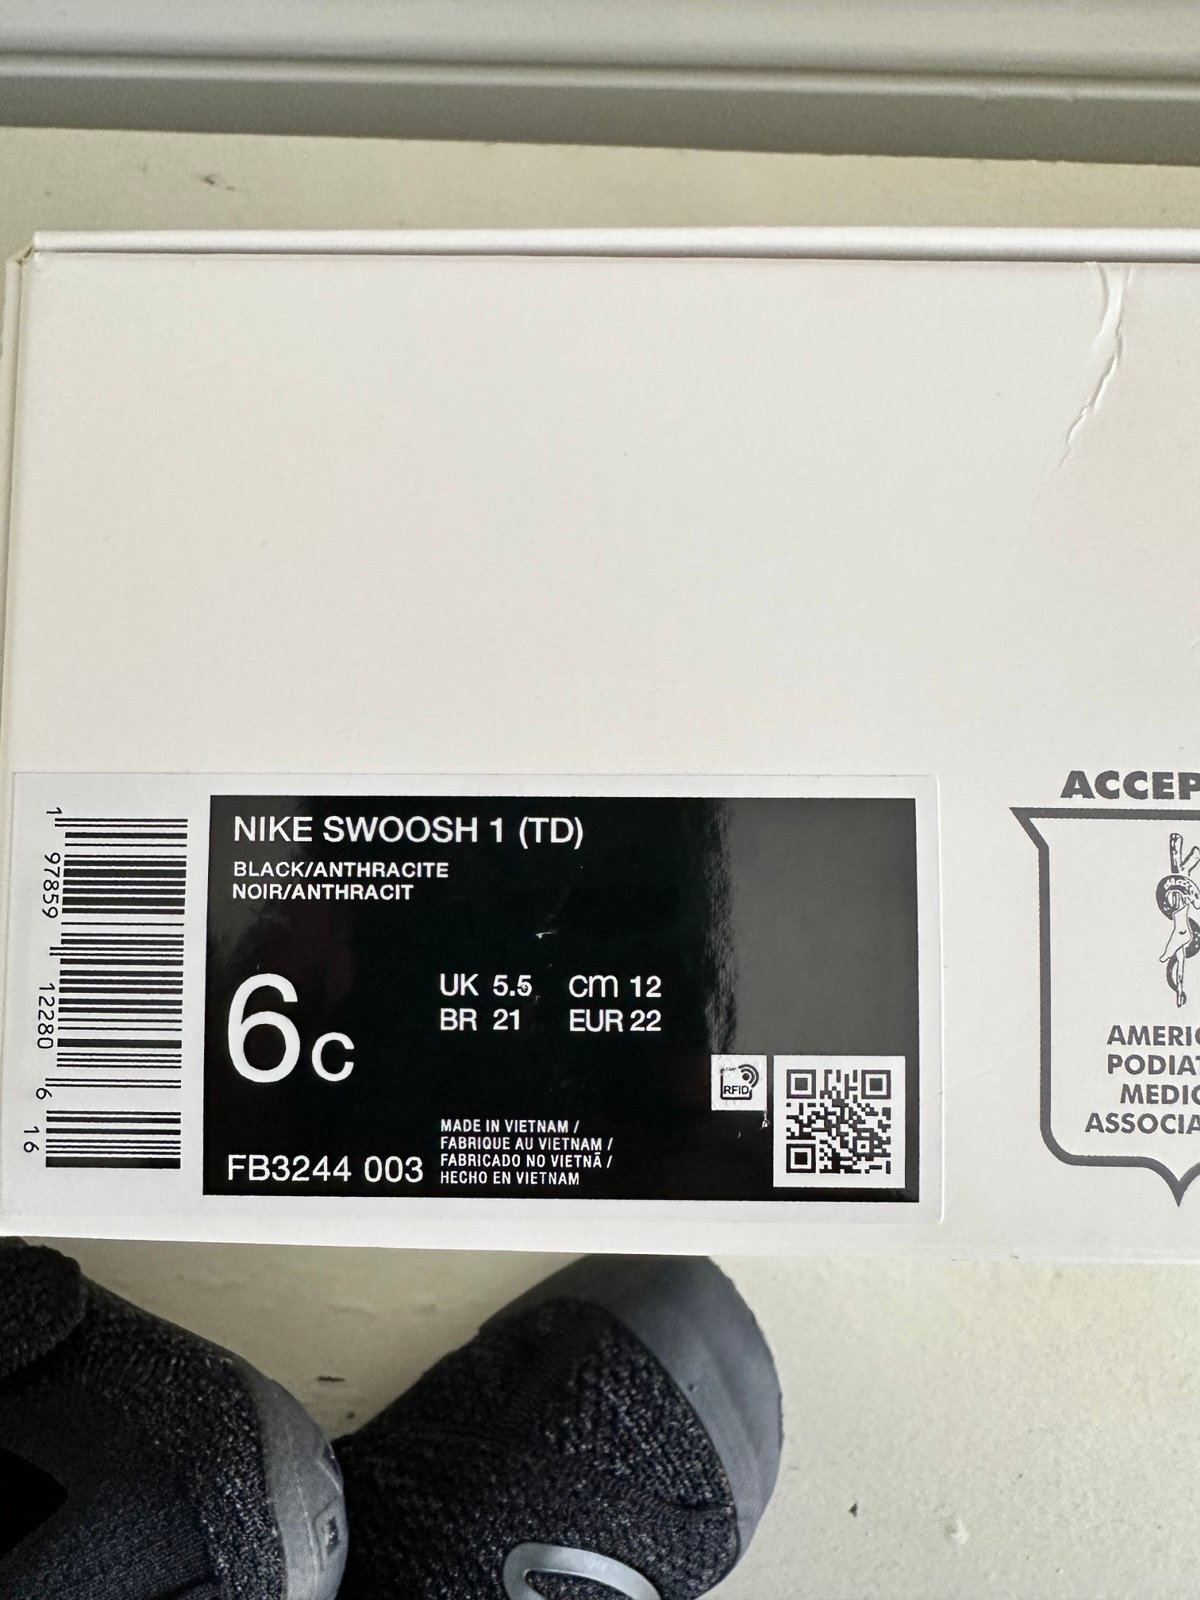 NIKE SWOOSH 1 (TD)
BLACK/ANTHRACITE
NOIR/ANTHRACIT
6c
UK 5.5 cm 12
BR 21 EUR 22
RFID
FB3244 003
MADE IN VIETNAM /
FABRIQUE AU VIETNAM /
FABRICADO NO VIETNÃ /
HECHO EN VIETNAM
1 97859 12280 6 16
ACCEP
AMERIC
PODIAT
MEDIC
ASSOCIA